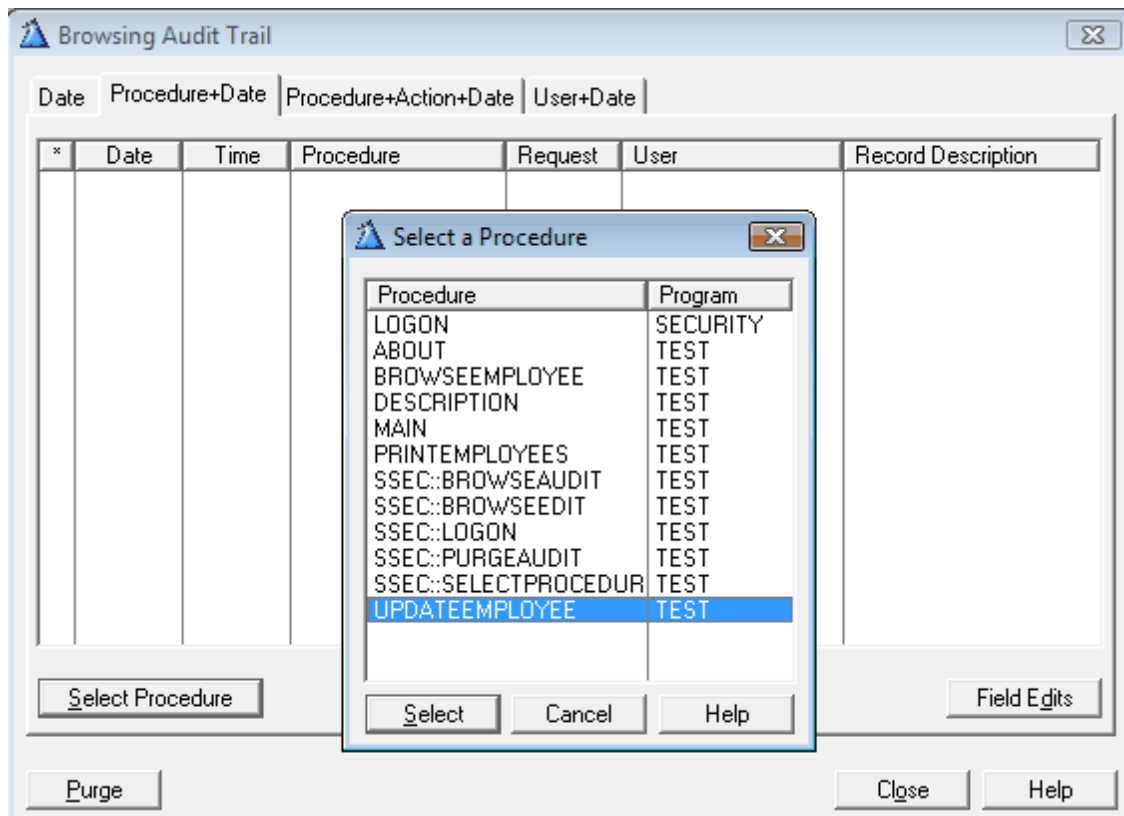 Browsing Audit Trail
Date Procedure+Date Procedure+Action+Date User+Date
* Date Time Procedure Request User Record Description
Select a Procedure
Procedure Program
LOGON SECURITY
ABOUT TEST
BROWSEEMPLOYEE TEST
DESCRIPTION TEST
MAIN TEST
PRINTEMPLOYEES TEST
SSEC::BROWSEAUDIT TEST
SSEC::BROWSEEDIT TEST
SSEC::LOGON TEST
SSEC::PURGEAUDIT TEST
SSEC::SELECTPROCEDUR TEST
UPDATEEMPLOYEE TEST
Select Cancel Help
Select Procedure Field Edits
Purge Close Help